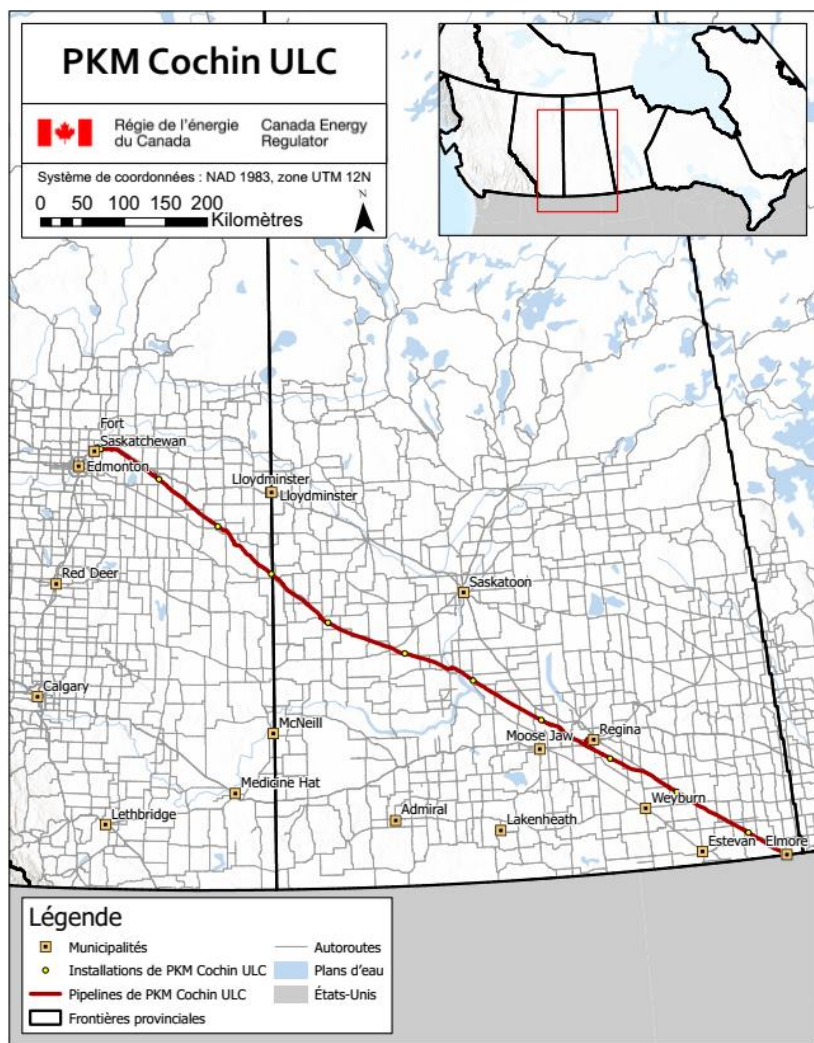 PKM Cochin ULC
Régie de l'énergie
du Canada
Canada Energy
Regulator
Système de coordonnées : NAD 1983, zone UTM 12N
N
0 50 100 150 200
Kilomètres
Fort
Saskatchewan
Edmonton
Lloydminster
Lloydminster
Red Deer
Saskatoon
Calgary
McNeill
Moose Jaw
Regina
Medicine Hat
Weyburn
Lethbridge
Admiral
Lakenheath
Estevan
Elmore
Légende
Municipalités
Installations de PKM Cochin ULC
Pipelines de PKM Cochin ULC
Frontières provinciales
Autoroutes
Plans d'eau
États-Unis